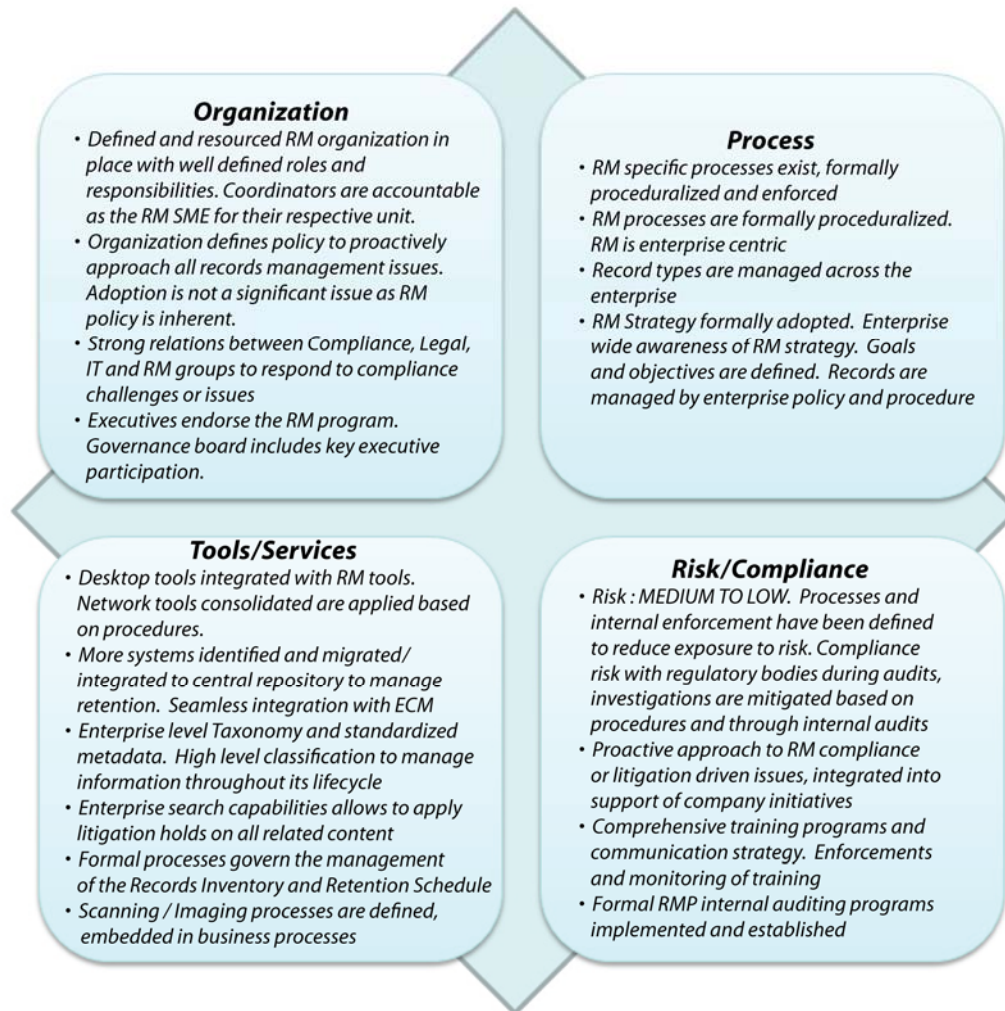 Organization
• Defined and resourced RM organization in
place with well defined roles and
responsibilities. Coordinators are accountable
as the RM SME for their respective unit.
• Organization defines policy to proactively
approach all records management issues.
Adoption is not a significant issue as RM
policy is inherent.
• Strong relations between Compliance, Legal,
IT and RM groups to respond to compliance
challenges or issues
• Executives endorse the RM program.
Governance board includes key executive
participation.
Process
• RM specific processes exist, formally
proceduralized and enforced
• RM processes are formally proceduralized.
RM is enterprise centric
• Record types are managed across the
enterprise
• RM Strategy formally adopted. Enterprise
wide awareness of RM strategy. Goals
and objectives are defined. Records are
managed by enterprise policy and procedure
Tools/Services
• Desktop tools integrated with RM tools.
Network tools consolidated are applied based
on procedures.
• More systems identified and migrated/
integrated to central repository to manage
retention. Seamless integration with ECM
• Enterprise level Taxonomy and standardized
metadata. High level classification to manage
information throughout its lifecycle
• Enterprise search capabilities allows to apply
litigation holds on all related content
• Formal processes govern the management
of the Records Inventory and Retention Schedule
• Scanning / Imaging processes are defined,
embedded in business processes
Risk/Compliance
• Risk : MEDIUM TO LOW. Processes and
internal enforcement have been defined
to reduce exposure to risk. Compliance
risk with regulatory bodies during audits,
investigations are mitigated based on
procedures and through internal audits
• Proactive approach to RM compliance
or litigation driven issues, integrated into
support of company initiatives
• Comprehensive training programs and
communication strategy. Enforcements
and monitoring of training
• Formal RMP internal auditing programs
implemented and established